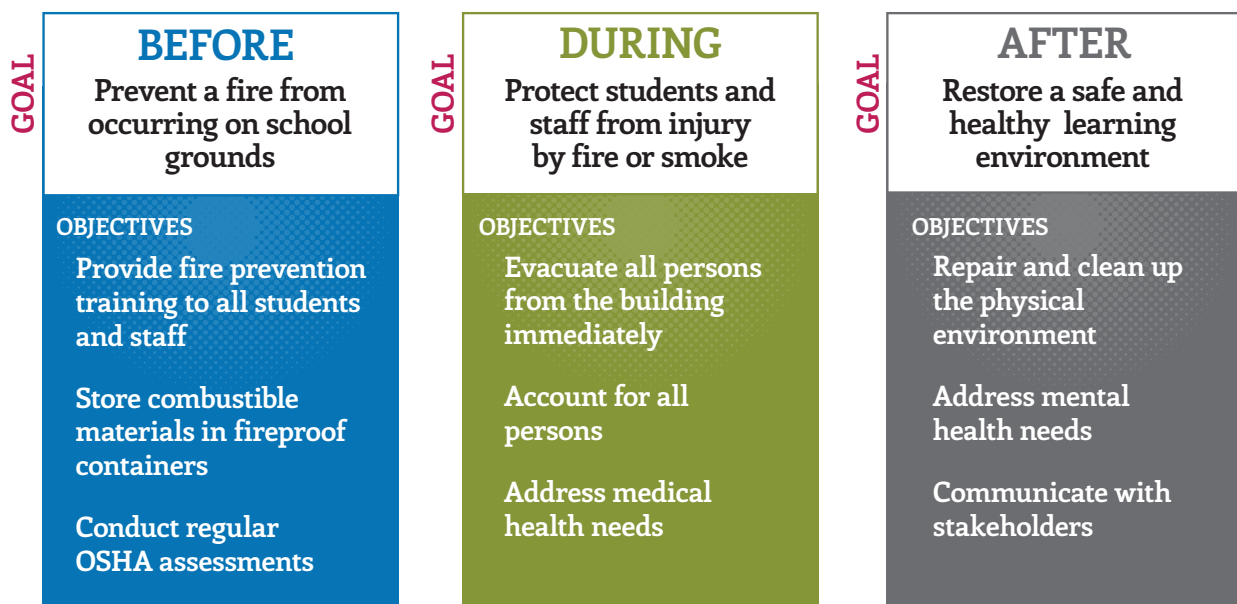 GOAL
BEFORE
Prevent a fire from
occurring on school
grounds
OBJECTIVES
Provide fire prevention
training to all students
and staff
Store combustible
materials in fireproof
containers
Conduct regular
OSHA assessments
GOAL
DURING
Protect students and
staff from injury
by fire or smoke
OBJECTIVES
Evacuate all persons
from the building
immediately
Account for all
persons
Address medical
health needs
GOAL
AFTER
Restore a safe and
healthy learning
environment
OBJECTIVES
Repair and clean up
the physical
environment
Address mental
health needs
Communicate with
stakeholders